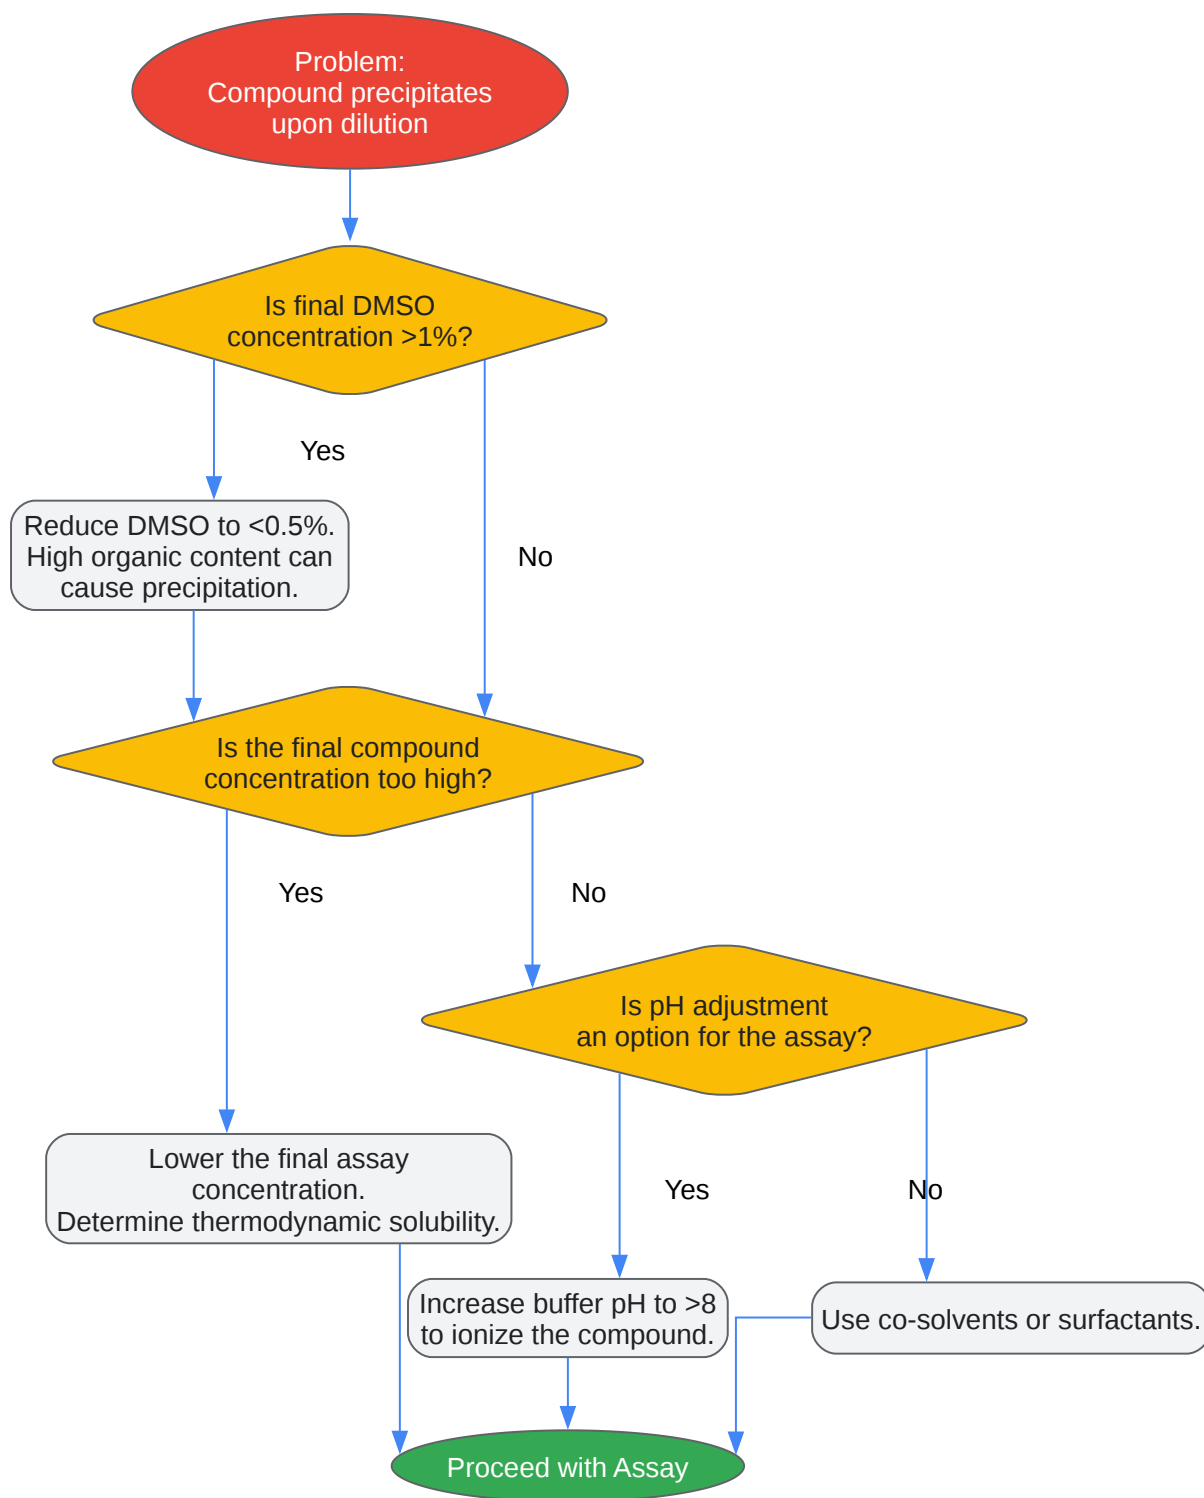 Problem:
Compound precipitates
upon dilution
Is final DMSO
concentration >1%?
Yes
Reduce DMSO to <0.5%.
High organic content can
cause precipitation.
No
Is the final compound
concentration too high?
Yes
No
Is pH adjustment
an option for the assay?
Lower the final assay
concentration.
Determine thermodynamic solubility.
Yes
No
Increase buffer pH to >8
to ionize the compound.
Use co-solvents or surfactants.
Proceed with Assay